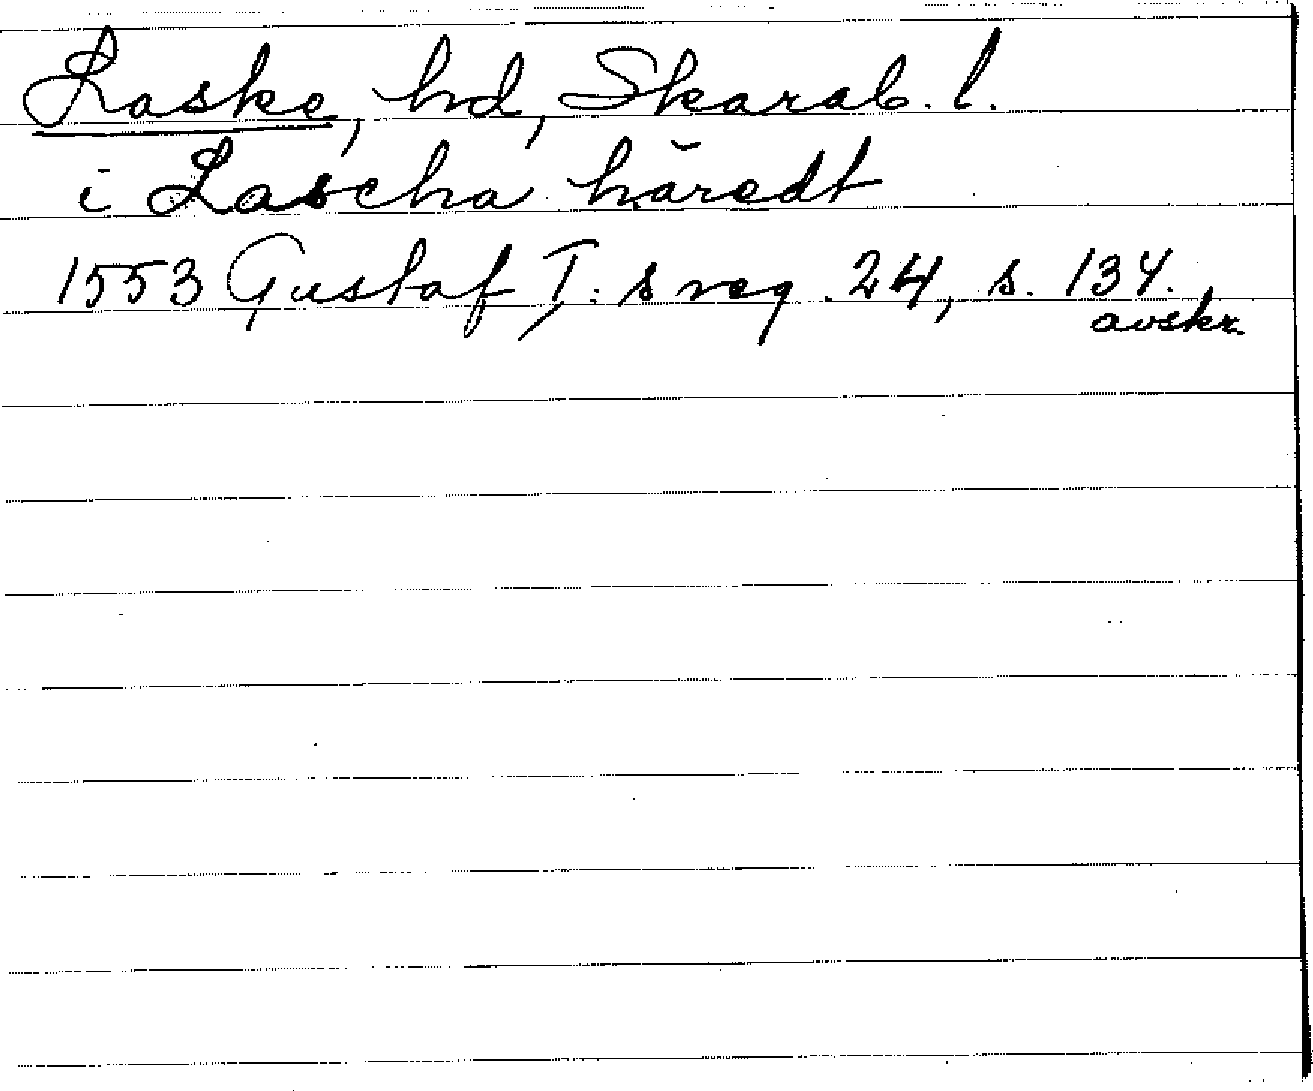 Laske, hd, Skarab. l.
i Lascha häredt
1553 Gustaf I:s reg. 24, s. 134.
avskr.